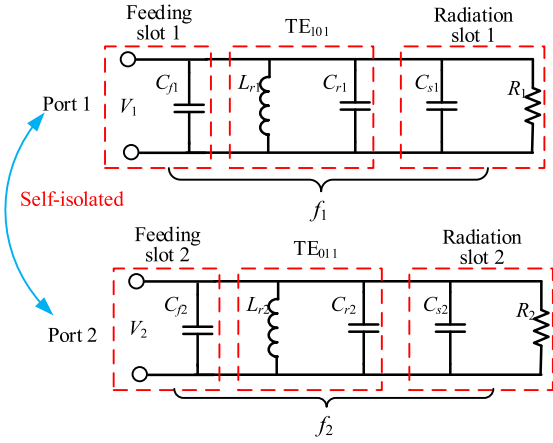 Feeding
slot 1
TE101
Radiation
slot 1
Port 1
V1
Cf1
Lr1
Cr1
Cs1
R1
f1
Self-isolated
Feeding
slot 2
TE011
Radiation
slot 2
Port 2
V2
Cf2
Lr2
Cr2
Cs2
R2
f2